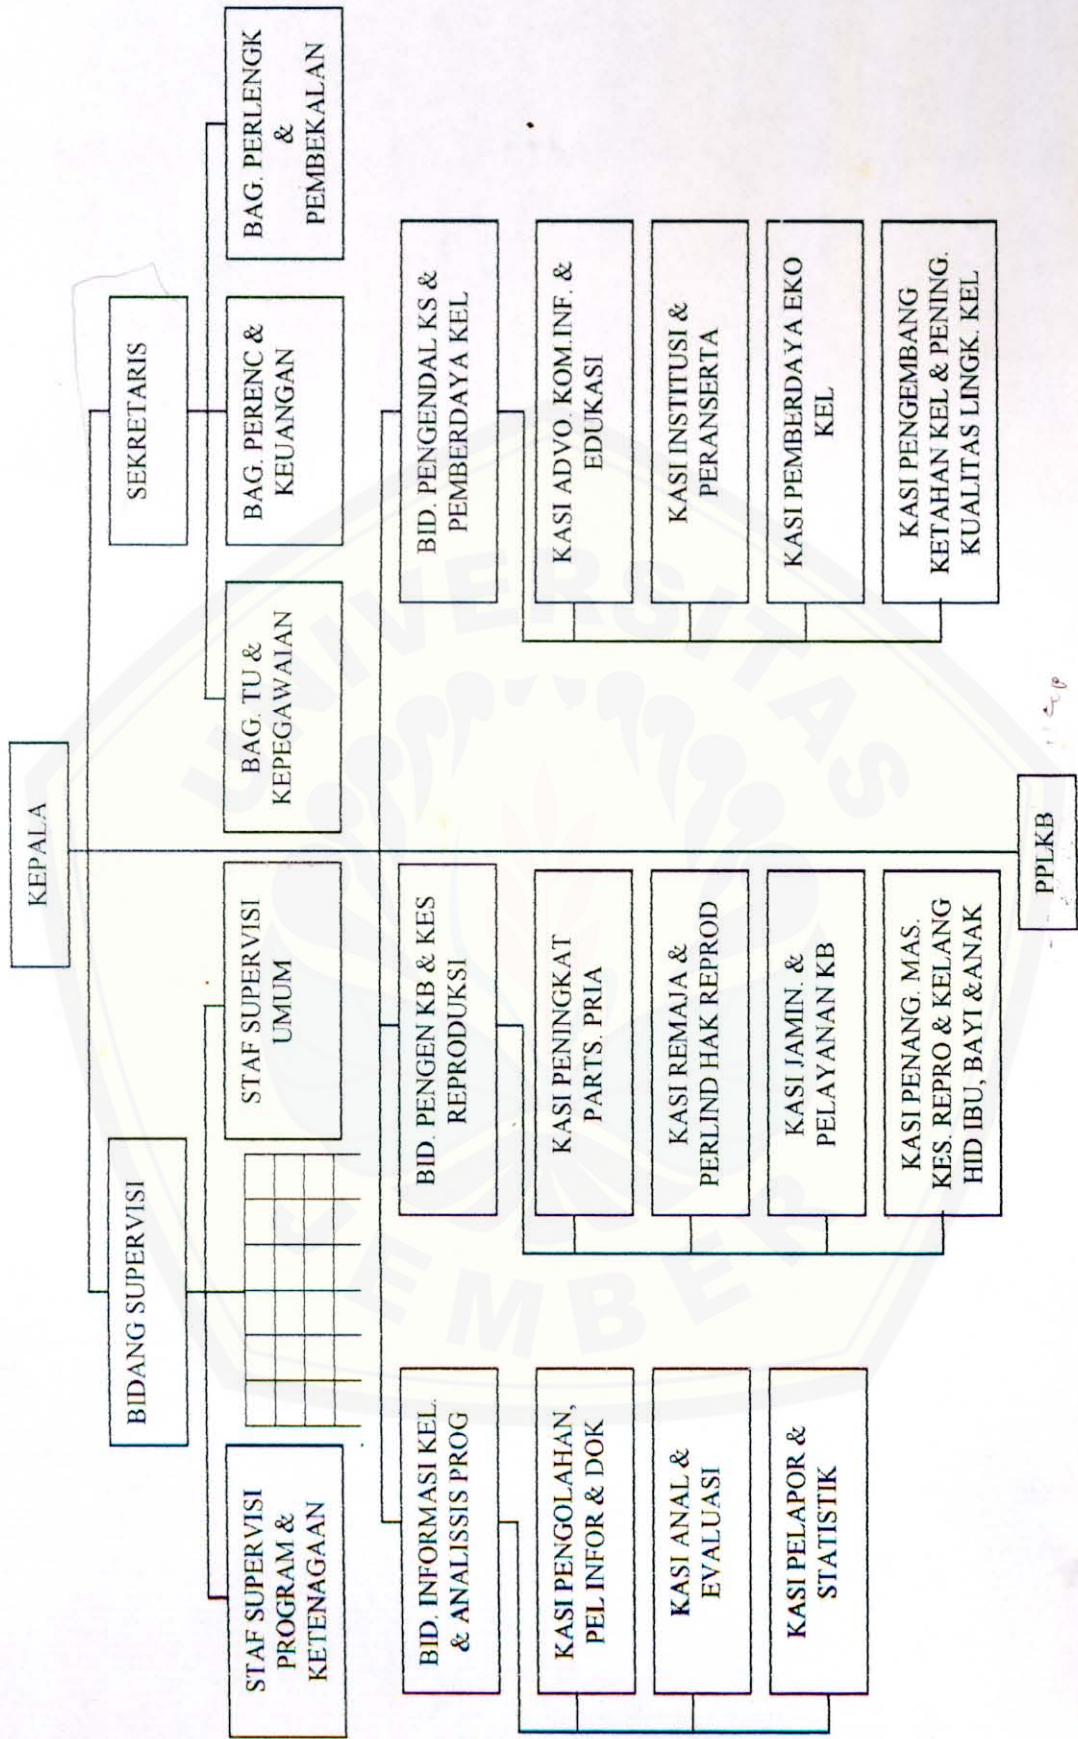 KEPALA
BIDANG SUPERVISI
SEKRETARIS
STAF SUPERVISI
PROGRAM &
KETENAGAAN
STAF SUPERVISI
UMUM
BAG. TU &
KEPEGAWAIAN
BAG. PERENC &
KEUANGAN
BAG. PERLENGK
&
PEMBEKALAN
BID. INFORMASI KEL.
& ANALISSIS PROG
KASI PENGOLAHAN,
PEL INFOR & DOK
KASI ANAL &
EVALUASI
KASI PELAPOR &
STATISTIK
BID. PENGEN KB & KES
REPRODUKSI
KASI PENINGKAT
PARTS. PRIA
KASI REMAJA &
PERLIND HAK REPROD
KASI JAMIN. &
PELAYANAN KB
KASI PENANG. MAS.
KES. REPRO & KELANG
HID IBU, BAYI &ANAK
BID. PENGENDAL KS &
PEMBERDAYA KEL
KASI ADVO. KOM.INF. &
EDUKASI
KASI INSTITUSI &
PERANSERTA
KASI PEMBERDAYA EKO
KEL
KASI PENGEMBANG
KETAHAN KEL & PENING.
KUALITAS LINGK. KEL
PPLKB
UNIVERSITAS
JEMBER